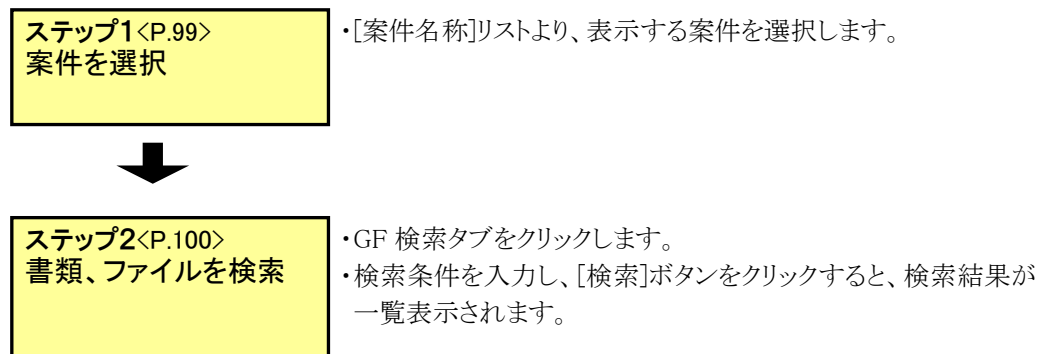 ステップ1<P.99>
案件を選択
・[案件名称]リストより、表示する案件を選択します。
ステップ2<P.100>
書類、ファイルを検索
・GF 検索タブをクリックします。
・検索条件を入力し、[検索]ボタンをクリックすると、検索結果が
一覧表示されます。